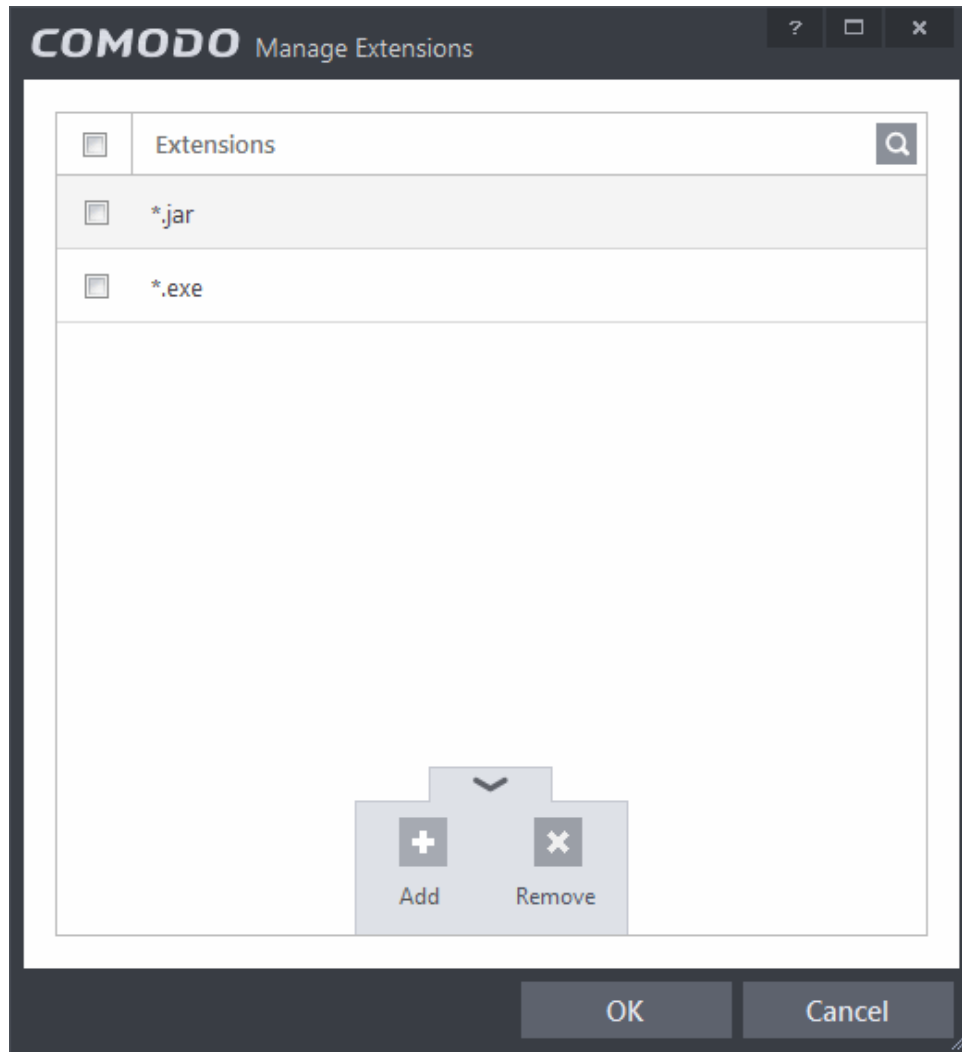 COMODO Manage Extensions ?
Extensions
*.jar
*.exe
Add Remove
OK Cancel